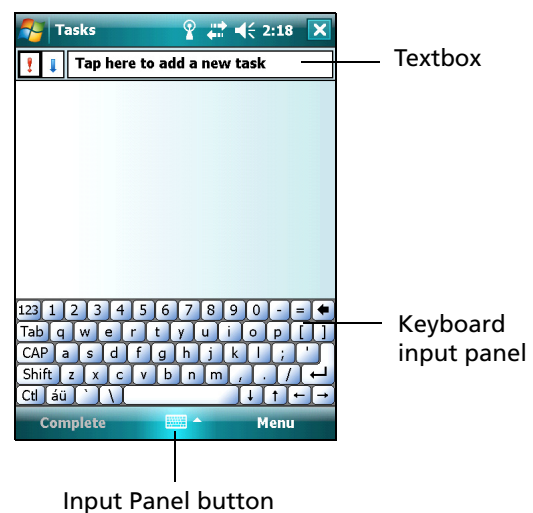 Tasks 2:18
Tap here to add a new task
Textbox
123 1 2 3 4 5 6 7 8 9 0 - =
Tab q w e r t y u i o p [ ]
CAP a s d f g h j k l ; '
Shift z x c v b n m , . /
Ctl áü ` \
Keyboard
input panel
Complete Menu
Input Panel button